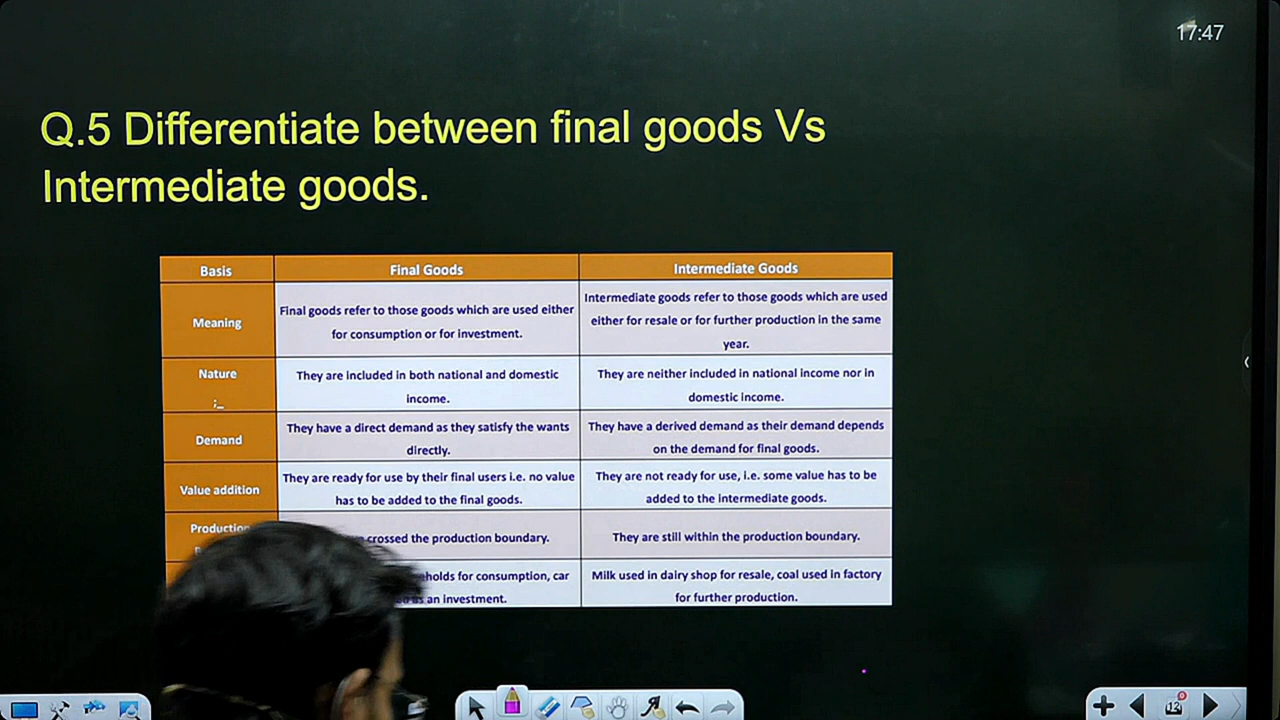 17:47
Q.5 Differentiate between final goods Vs
Intermediate goods.
Basis
Final Goods
Intermediate Goods
Meaning
Final goods refer to those goods which are used either
for consumption or for investment.
Intermediate goods refer to those goods which are used
either for resale or for further production in the same
year.
Nature
;_
They are included in both national and domestic
income.
They are neither included in national income nor in
domestic income.
Demand
They have a direct demand as they satisfy the wants
directly.
They have a derived demand as their demand depends
on the demand for final goods.
Value addition
They are ready for use by their final users i.e. no value
has to be added to the final goods.
They are not ready for use, i.e. some value has to be
added to the intermediate goods.
Production
crossed the production boundary.
They are still within the production boundary.
for consumption, car
as an investment.
Milk used in dairy shop for resale, coal used in factory
for further production.
12